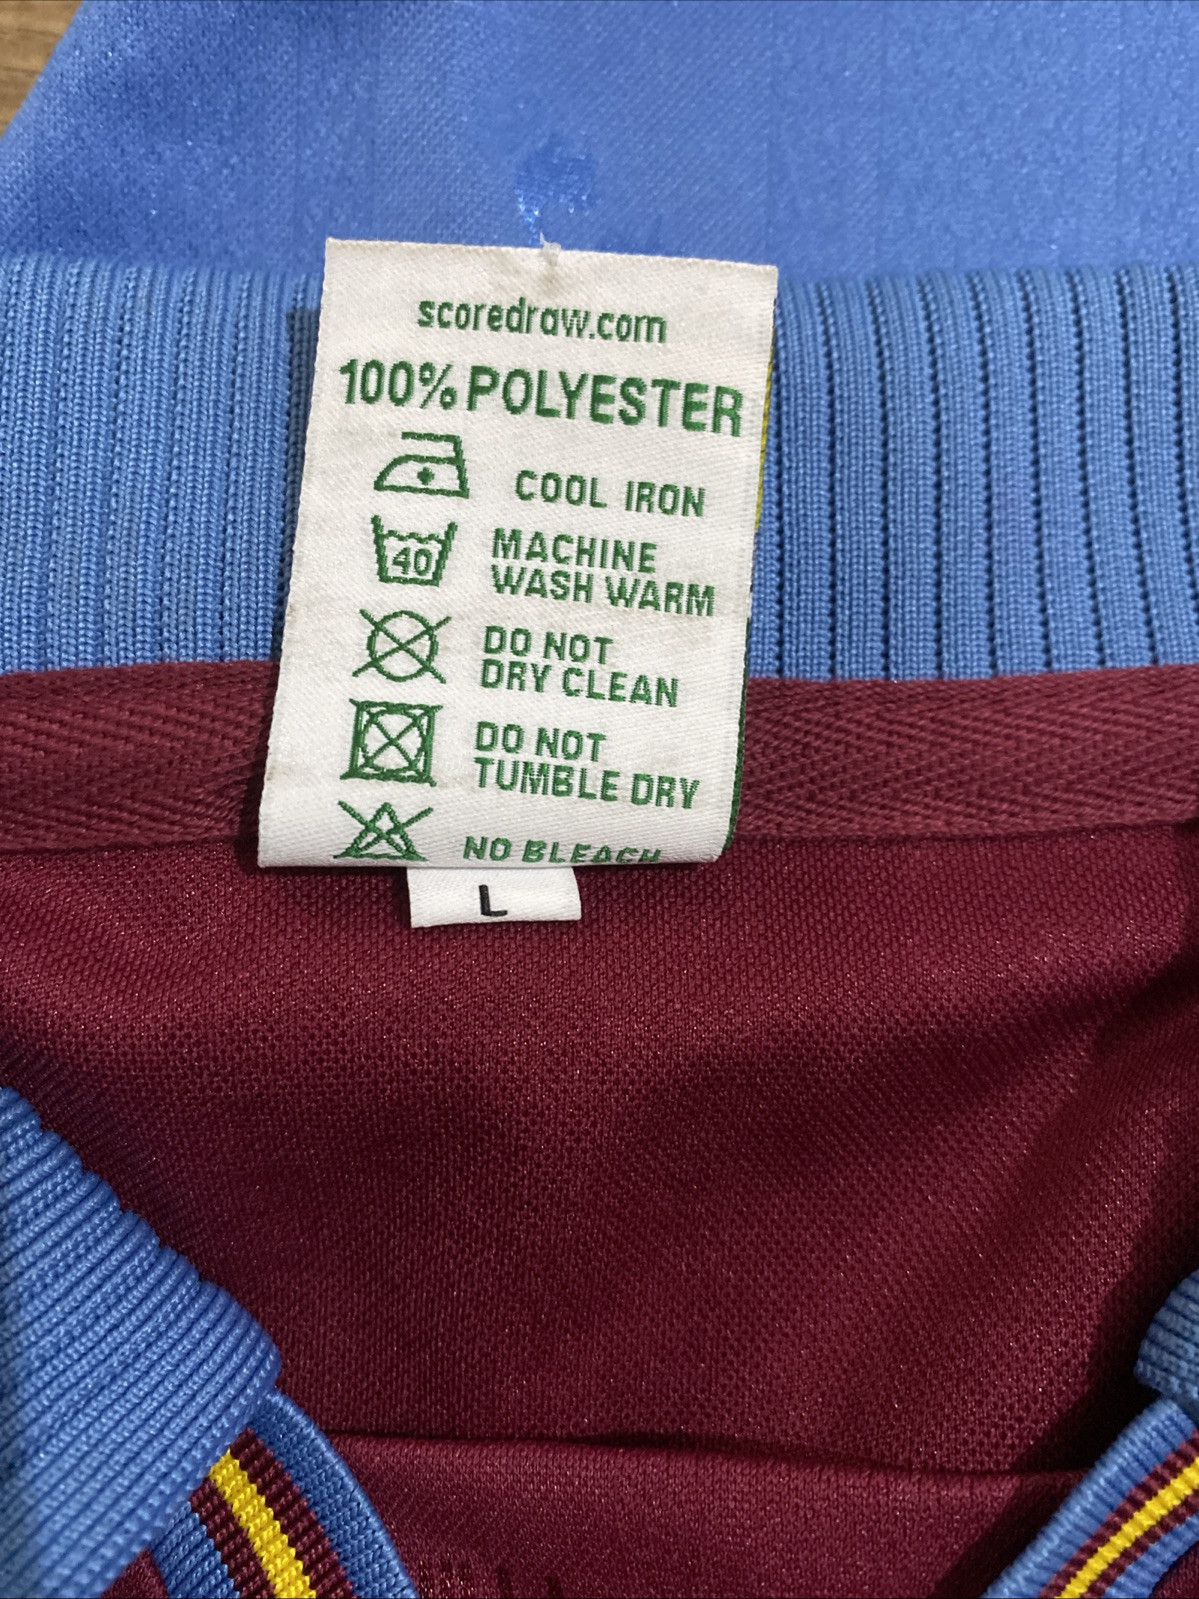 scoredraw.com
100% POLYESTER
COOL IRON
40
MACHINE
WASH WARM
DO NOT
DRY CLEAN
DO NOT
TUMBLE DRY
NO BLEACH
L